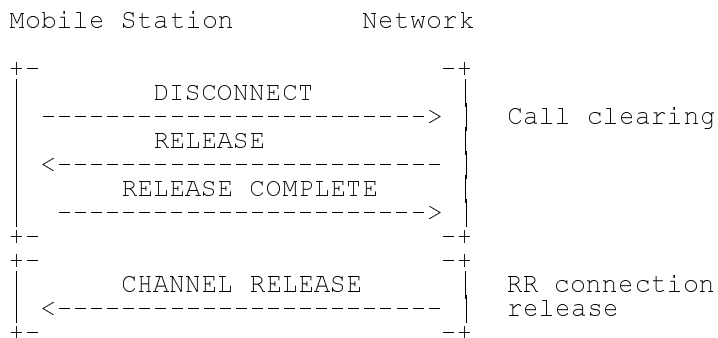 Mobile Station Network
DISCONNECT
Call clearing
RELEASE
RELEASE COMPLETE
CHANNEL RELEASE RR connection
release